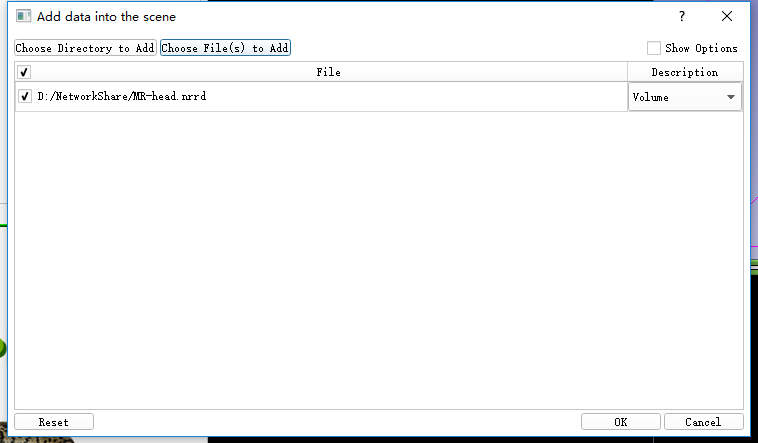 Add data into the scene
Choose Directory to Add Choose File(s) to Add Show Options
File Description
D:/NetworkShare/MR-head.nrrd Volume
Reset OK Cancel